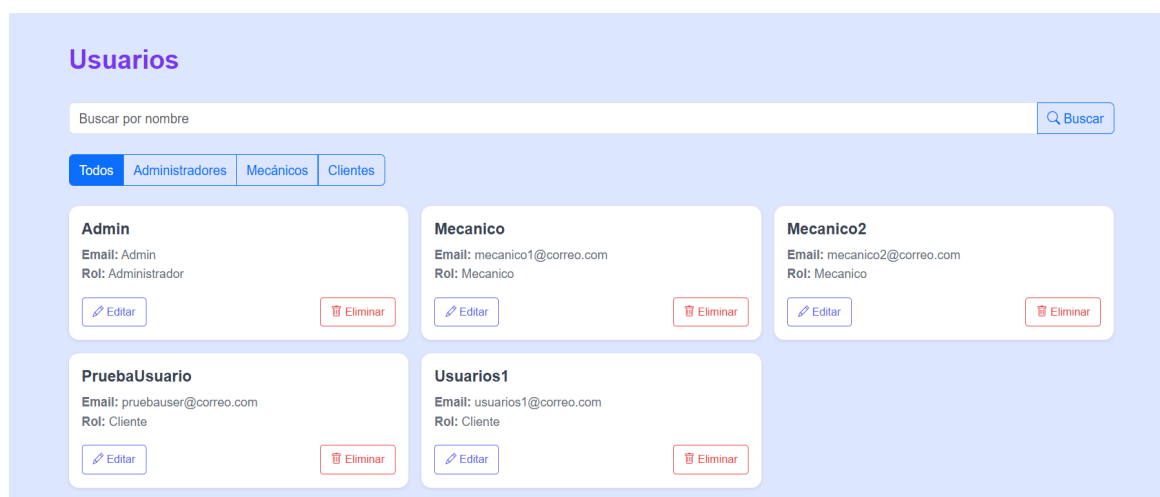 Usuarios
Buscar por nombre
Buscar
Todos Administradores Mecánicos Clientes
Admin
Email: Admin
Rol: Administrador
Editar Eliminar
Mecanico
Email: mecanico1@correo.com
Rol: Mecanico
Editar Eliminar
Mecanico2
Email: mecanico2@correo.com
Rol: Mecanico
Editar Eliminar
PruebaUsuario
Email: pruebauser@correo.com
Rol: Cliente
Editar Eliminar
Usuarios1
Email: usuarios1@correo.com
Rol: Cliente
Editar Eliminar